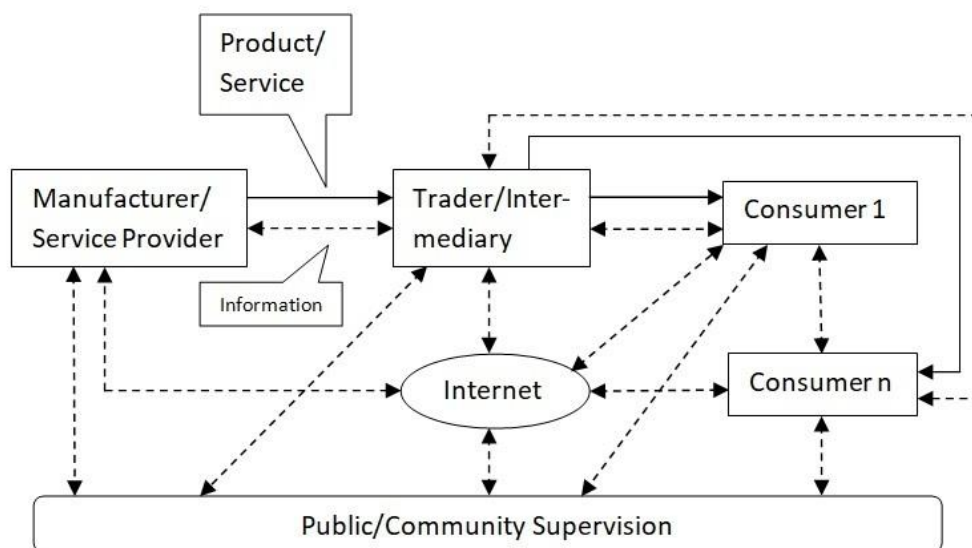 Product/
Service
Manufacturer/
Service Provider
Trader/Inter-
mediary
Consumer 1
Information
Internet
Consumer n
Public/Community Supervision